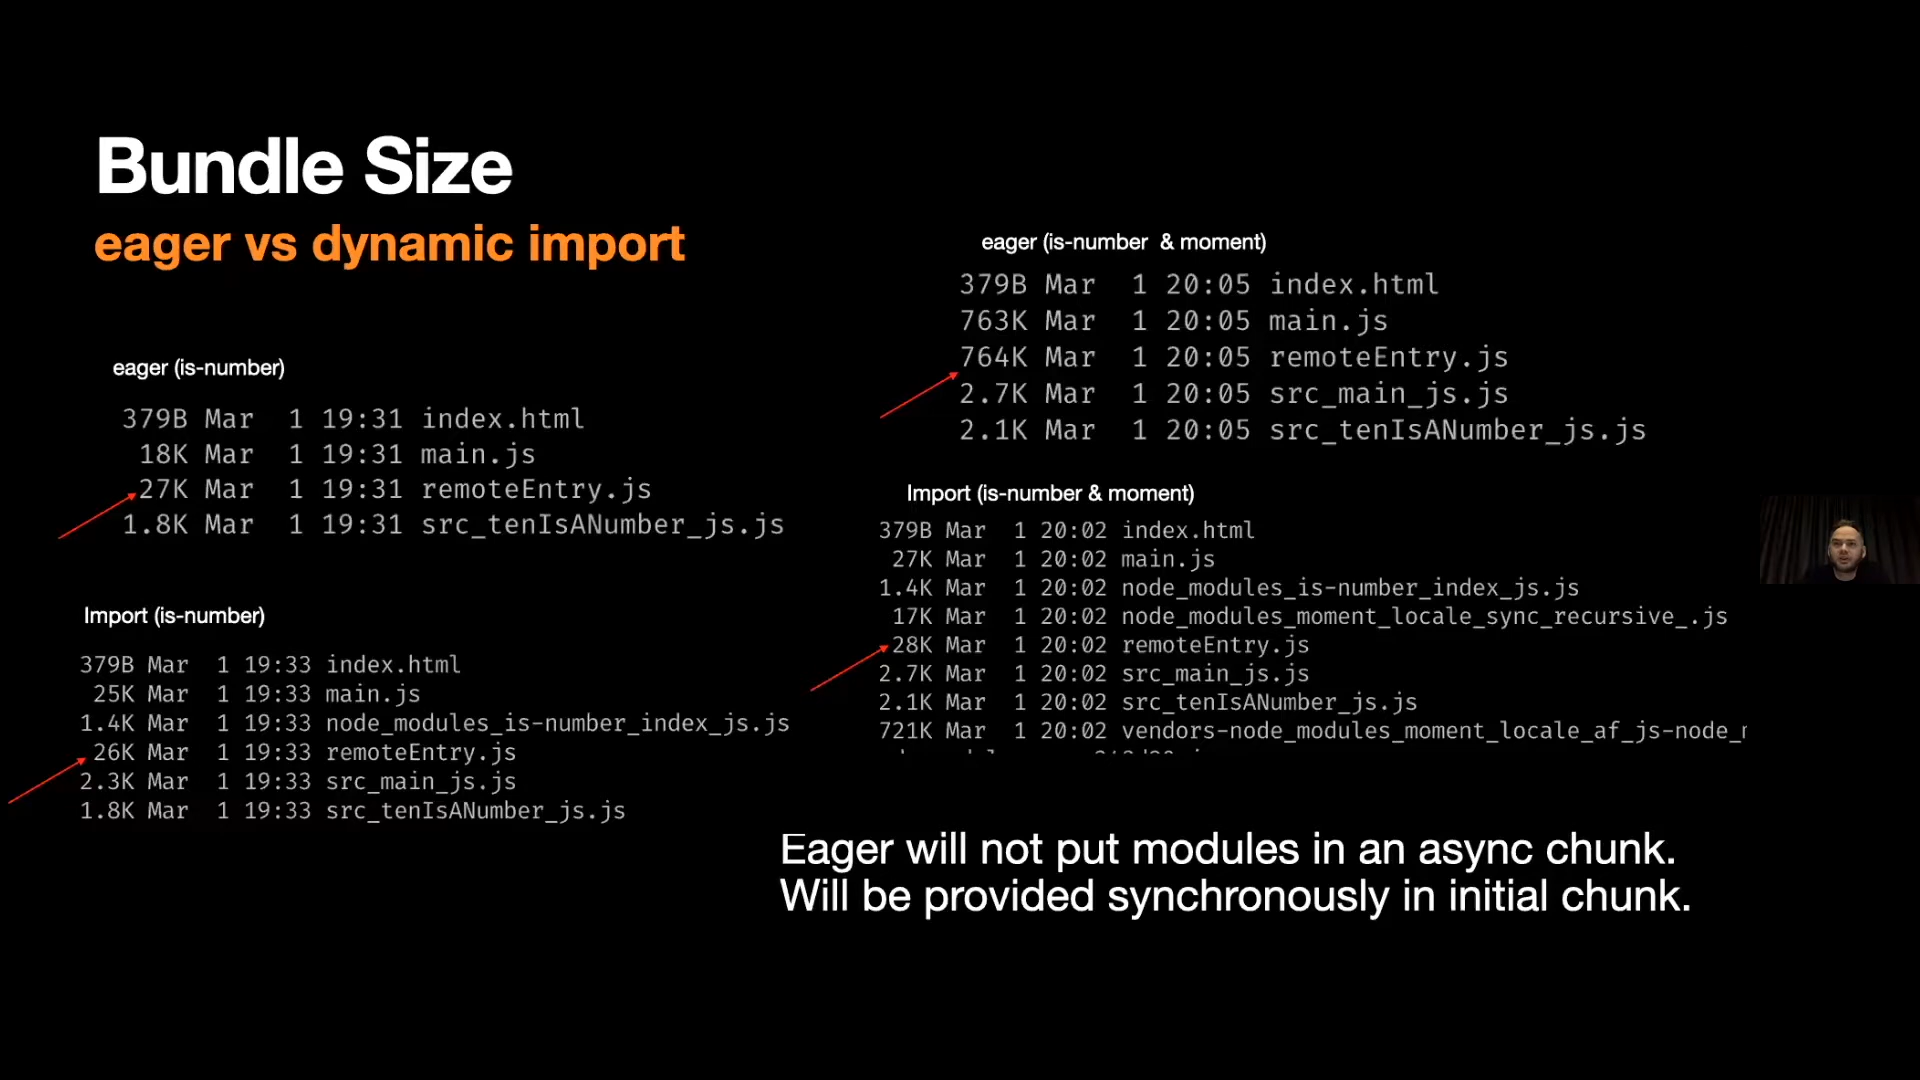 Bundle Size
eager vs dynamic import
eager (is-number)
379B Mar  1 19:31 index.html
18K Mar  1 19:31 main.js
27K Mar  1 19:31 remoteEntry.js
1.8K Mar  1 19:31 src_tenIsANumber_js.js
Import (is-number)
379B Mar  1 19:33 index.html
25K Mar  1 19:33 main.js
1.4K Mar  1 19:33 node_modules_is-number_index_js.js
26K Mar  1 19:33 remoteEntry.js
2.3K Mar  1 19:33 src_main_js.js
1.8K Mar  1 19:33 src_tenIsANumber_js.js
eager (is-number  & moment)
379B Mar  1 20:05 index.html
763K Mar  1 20:05 main.js
764K Mar  1 20:05 remoteEntry.js
2.7K Mar  1 20:05 src_main_js.js
2.1K Mar  1 20:05 src_tenIsANumber_js.js
Import (is-number & moment)
379B Mar  1 20:02 index.html
27K Mar  1 20:02 main.js
1.4K Mar  1 20:02 node_modules_is-number_index_js.js
17K Mar  1 20:02 node_modules_moment_locale_sync_recursive_.js
28K Mar  1 20:02 remoteEntry.js
2.7K Mar  1 20:02 src_main_js.js
2.1K Mar  1 20:02 src_tenIsANumber_js.js
721K Mar  1 20:02 vendors-node_modules_moment_locale_af_js-node_
Eager will not put modules in an async chunk.
Will be provided synchronously in initial chunk.